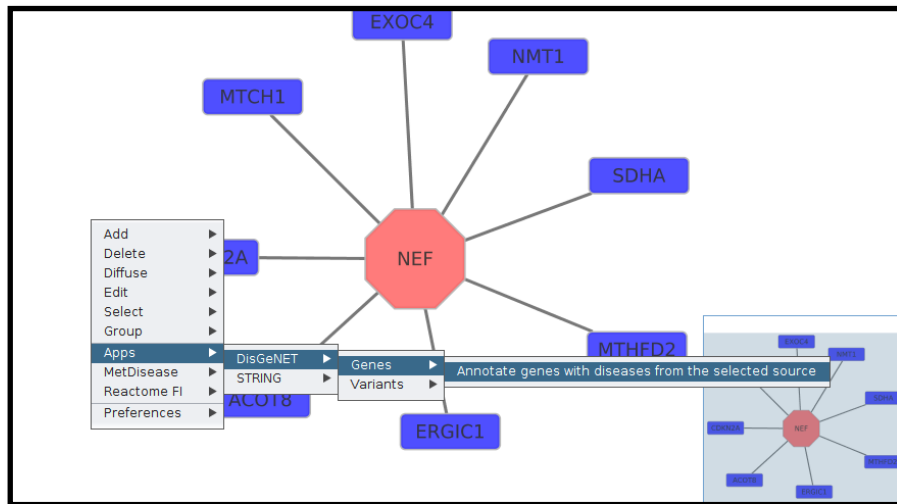 EXOC4
NMT1
MTCH1
SDHA
NEF
2A
MTHFD2
ACOT8
ERGIC1
Add
Delete
Diffuse
Edit
Select
Group
Apps
MetDisease
Reactome FI
Preferences
DisGeNET
STRING
Genes
Variants
Annotate genes with diseases from the selected source
EXOC4
NMT1
SDHA
NEF
CDKN2A
MTHFD2
ACOT8
ERGIC1